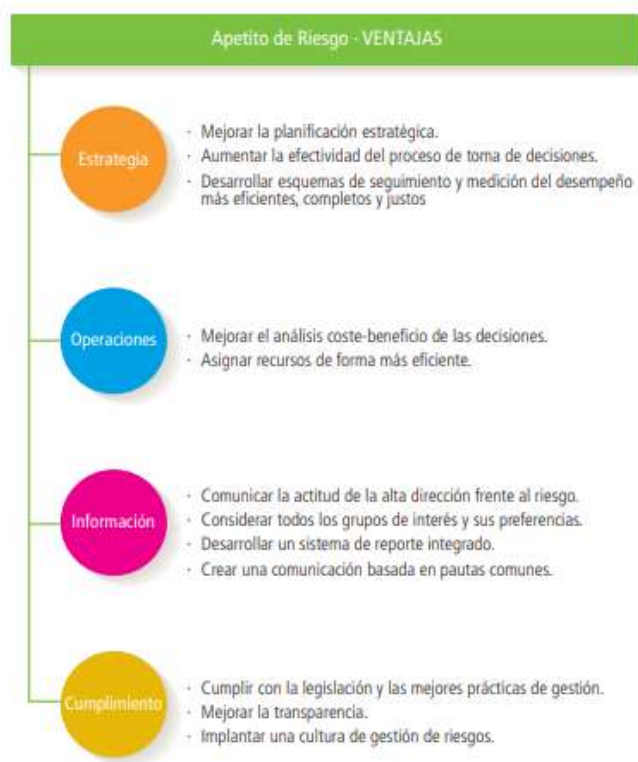 Apetito de Riesgo · VENTAJAS
Estrategia
· Mejorar la planificación estratégica.
· Aumentar la efectividad del proceso de toma de decisiones.
· Desarrollar esquemas de seguimiento y medición del desempeño
más eficientes, completos y justos
Operaciones
· Mejorar el análisis coste-beneficio de las decisiones.
· Asignar recursos de forma más eficiente.
Información
· Comunicar la actitud de la alta dirección frente al riesgo.
· Considerar todos los grupos de interés y sus preferencias.
· Desarrollar un sistema de reporte integrado.
· Crear una comunicación basada en pautas comunes.
Cumplimiento
· Cumplir con la legislación y las mejores prácticas de gestión.
· Mejorar la transparencia.
· Implantar una cultura de gestión de riesgos.